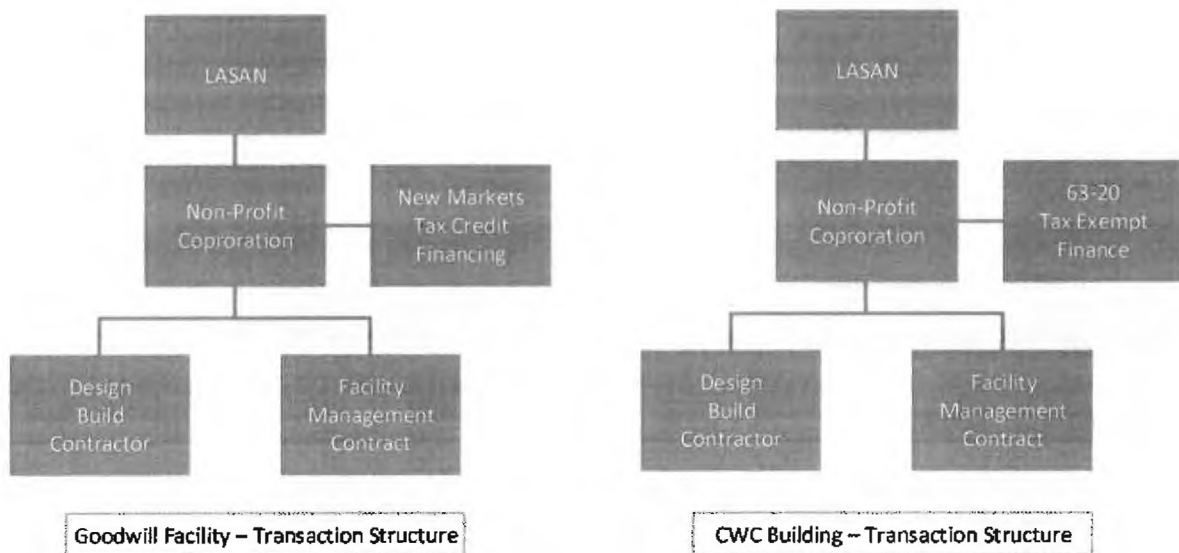 LASAN
Non-Profit
Coproration
New Markets
Tax Credit
Financing
Design
Build
Contractor
Facility
Management
Contract
Goodwill Facility – Transaction Structure
LASAN
Non-Profit
Coproration
63-20
Tax Exempt
Finance
Design
Build
Contractor
Facility
Management
Contract
CWC Building – Transaction Structure